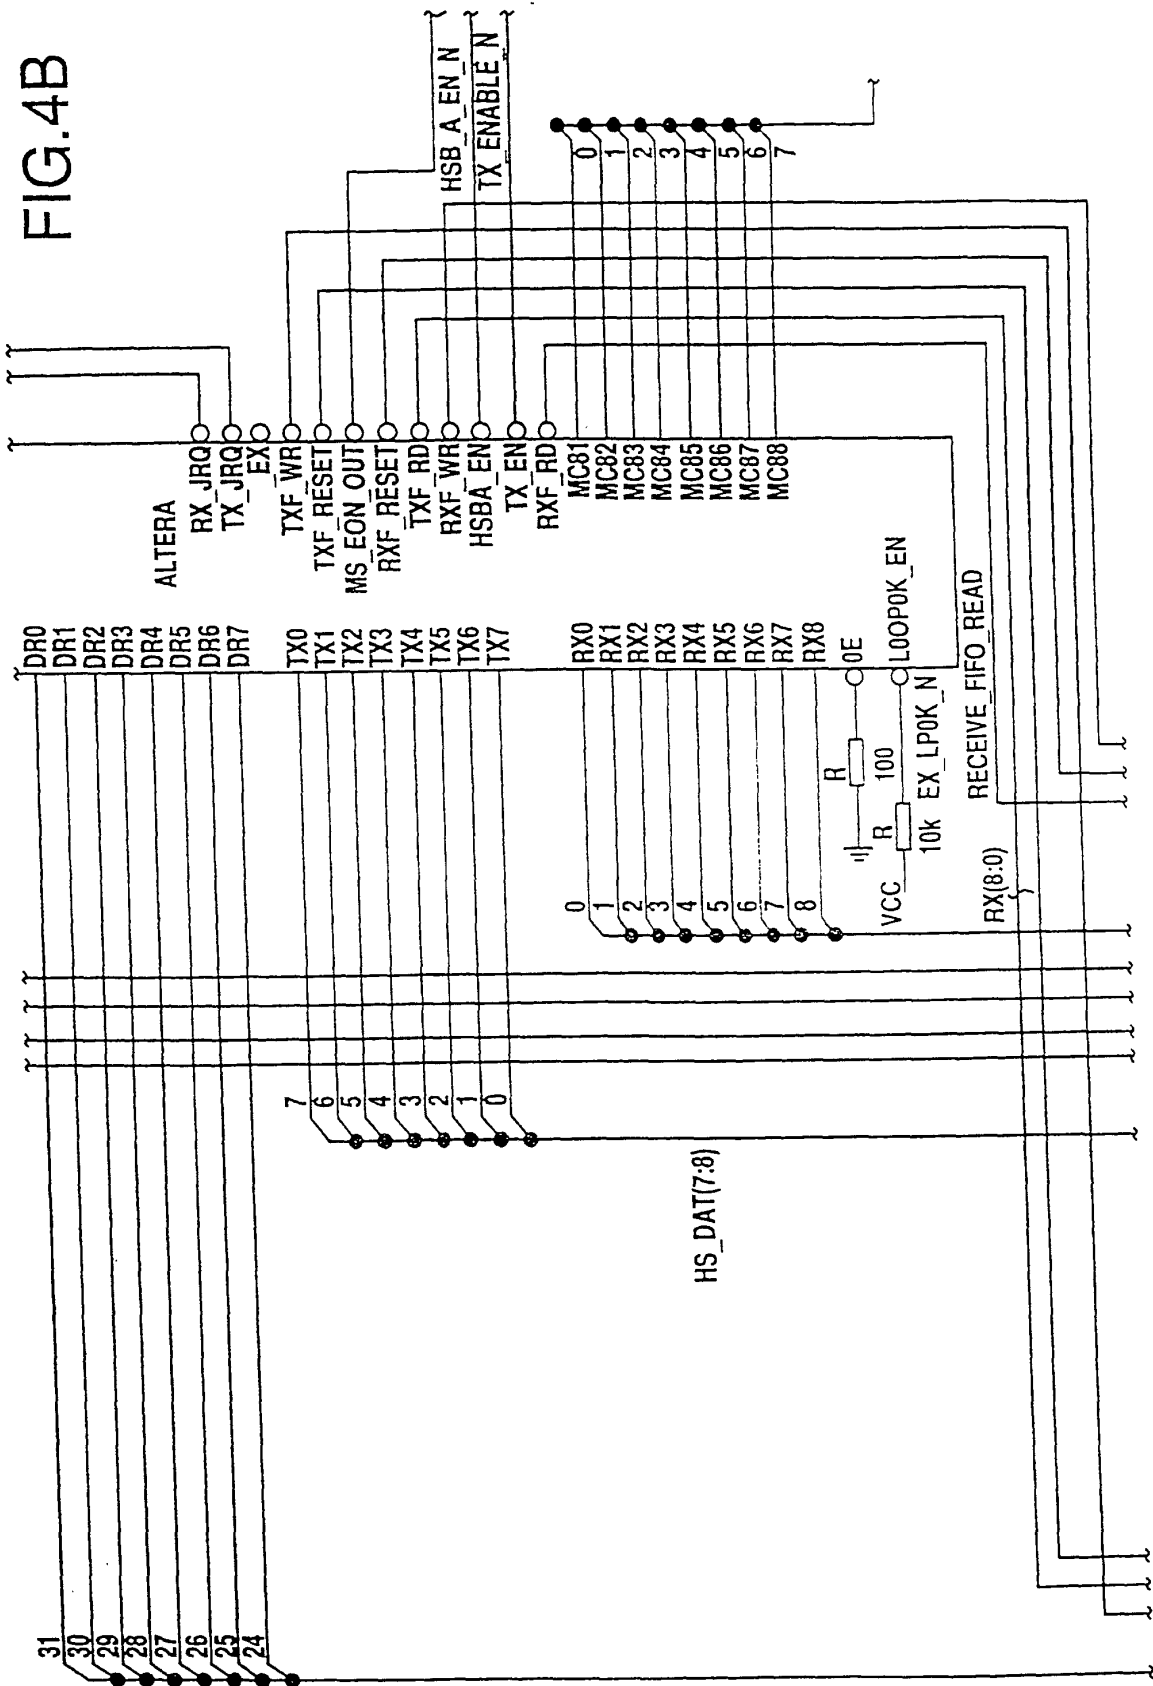 FIG.4B
ALTERA
DR0
DR1
DR2
DR3
DR4
DR5
DR6
DR7
TX0
TX1
TX2
TX3
TX4
TX5
TX6
TX7
RX0
RX1
RX2
RX3
RX4
RX5
RX6
RX7
RX8
OE
LOOPOK_EN
RX_JRQ
TX_JRQ
EX
TXF_WR
TXF_RESET
MS_EON_OUT
RXF_RESET
TXF_RD
RXF_WR
HSBA_EN
TX_EN
RXF_RD
MC81
MC82
MC83
MC84
MC85
MC86
MC87
MC88
HSB_A_EN_N
TX_ENABLE_N
0
1
2
3
4
5
6
7
31
30
29
28
27
26
25
24
7
6
5
4
3
2
1
0
0
1
2
3
4
5
6
7
8
R
100
R
10k
EX_LPOK_N
VCC
RECEIVE_FIFO_READ
RX(8:0)
HS_DAT(7:8)